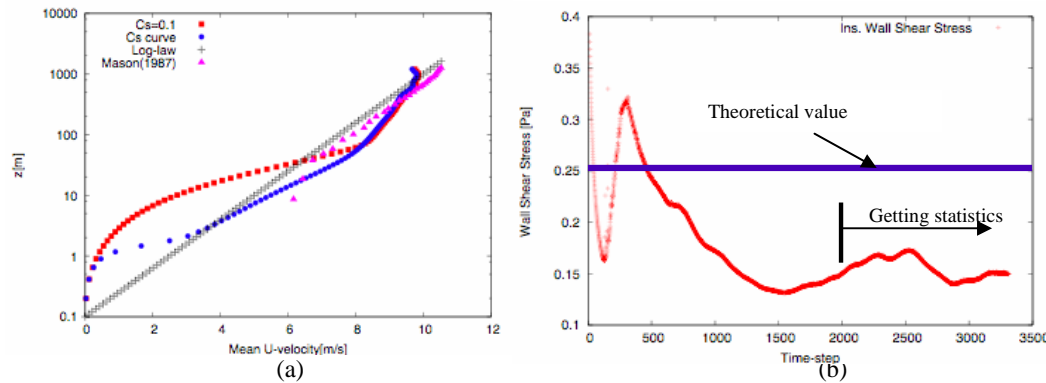 Cs=0.1
Cs curve
Log-law
Mason(1987)
10000
1000
100
10
1
0.1
z[m]
0 2 4 6 8 10 12
Mean U-velocity[m/s]
(a)
Ins. Wall Shear Stress
Theoretical value
Getting statistics
0.4
0.35
0.3
0.25
0.2
0.15
0.1
Wall Shear Stress [Pa]
0 500 1000 1500 2000 2500 3000 3500
Time-step
(b)